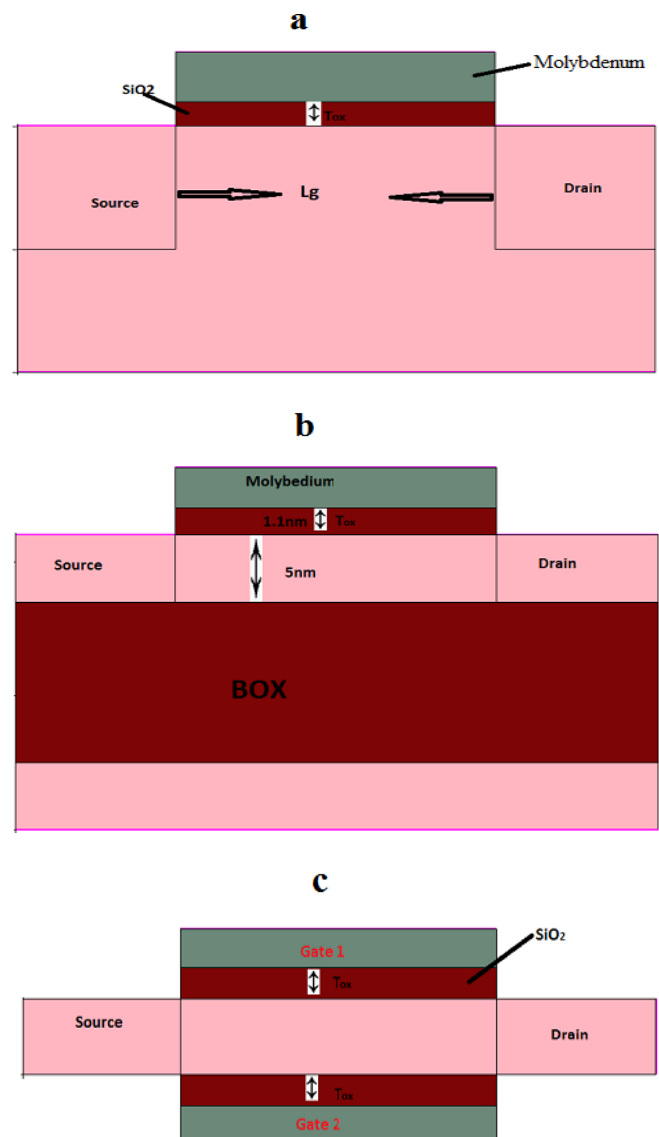 a
Molybdenum
SiO2
Tox
Source
Lg
Drain
b
Molybedium
1.1nm
Tox
Source
5nm
Drain
BOX
c
SiO₂
Gate 1
Tox
Source
Drain
Tox
Gate 2